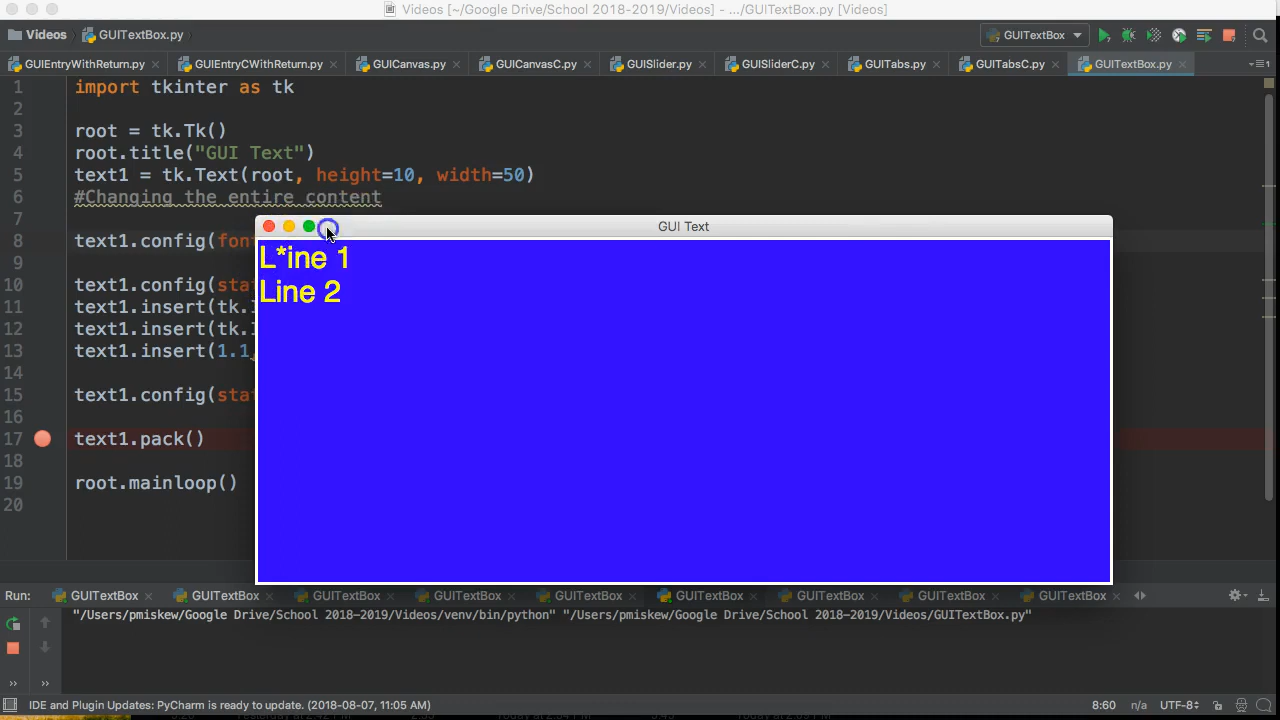 Videos [~/Google Drive/School 2018-2019/Videos] - .../GUITextBox.py [Videos]
Videos GUITextBox.py GUITextBox
GUIEntryWithReturn.py GUIEntryCWithReturn.py GUICanvas.py GUICanvasC.py GUISlider.py GUISliderC.py GUITabs.py GUITabsC.py GUITextBox.py
1 import tkinter as tk
2
3 root = tk.Tk()
4 root.title("GUI Text")
5 text1 = tk.Text(root, height=10, width=50)
6 #Changing the entire content
7
8 text1.config(fon
9
10 text1.config(sta
11 text1.insert(tk.
12 text1.insert(tk.
13 text1.insert(1.1,
14
15 text1.config(sta
16
17 text1.pack()
18
19 root.mainloop()
20
GUI Text
L*ine 1
Line 2
Run: GUITextBox GUITextBox GUITextBox GUITextBox GUITextBox GUITextBox GUITextBox GUITextBox GUITextBox
"/Users/pmiskew/Google Drive/School 2018-2019/Videos/venv/bin/python" "/Users/pmiskew/Google Drive/School 2018-2019/Videos/GUITextBox.py"
IDE and Plugin Updates: PyCharm is ready to update. (2018-08-07, 11:05 AM) 8:60 n/a UTF-8